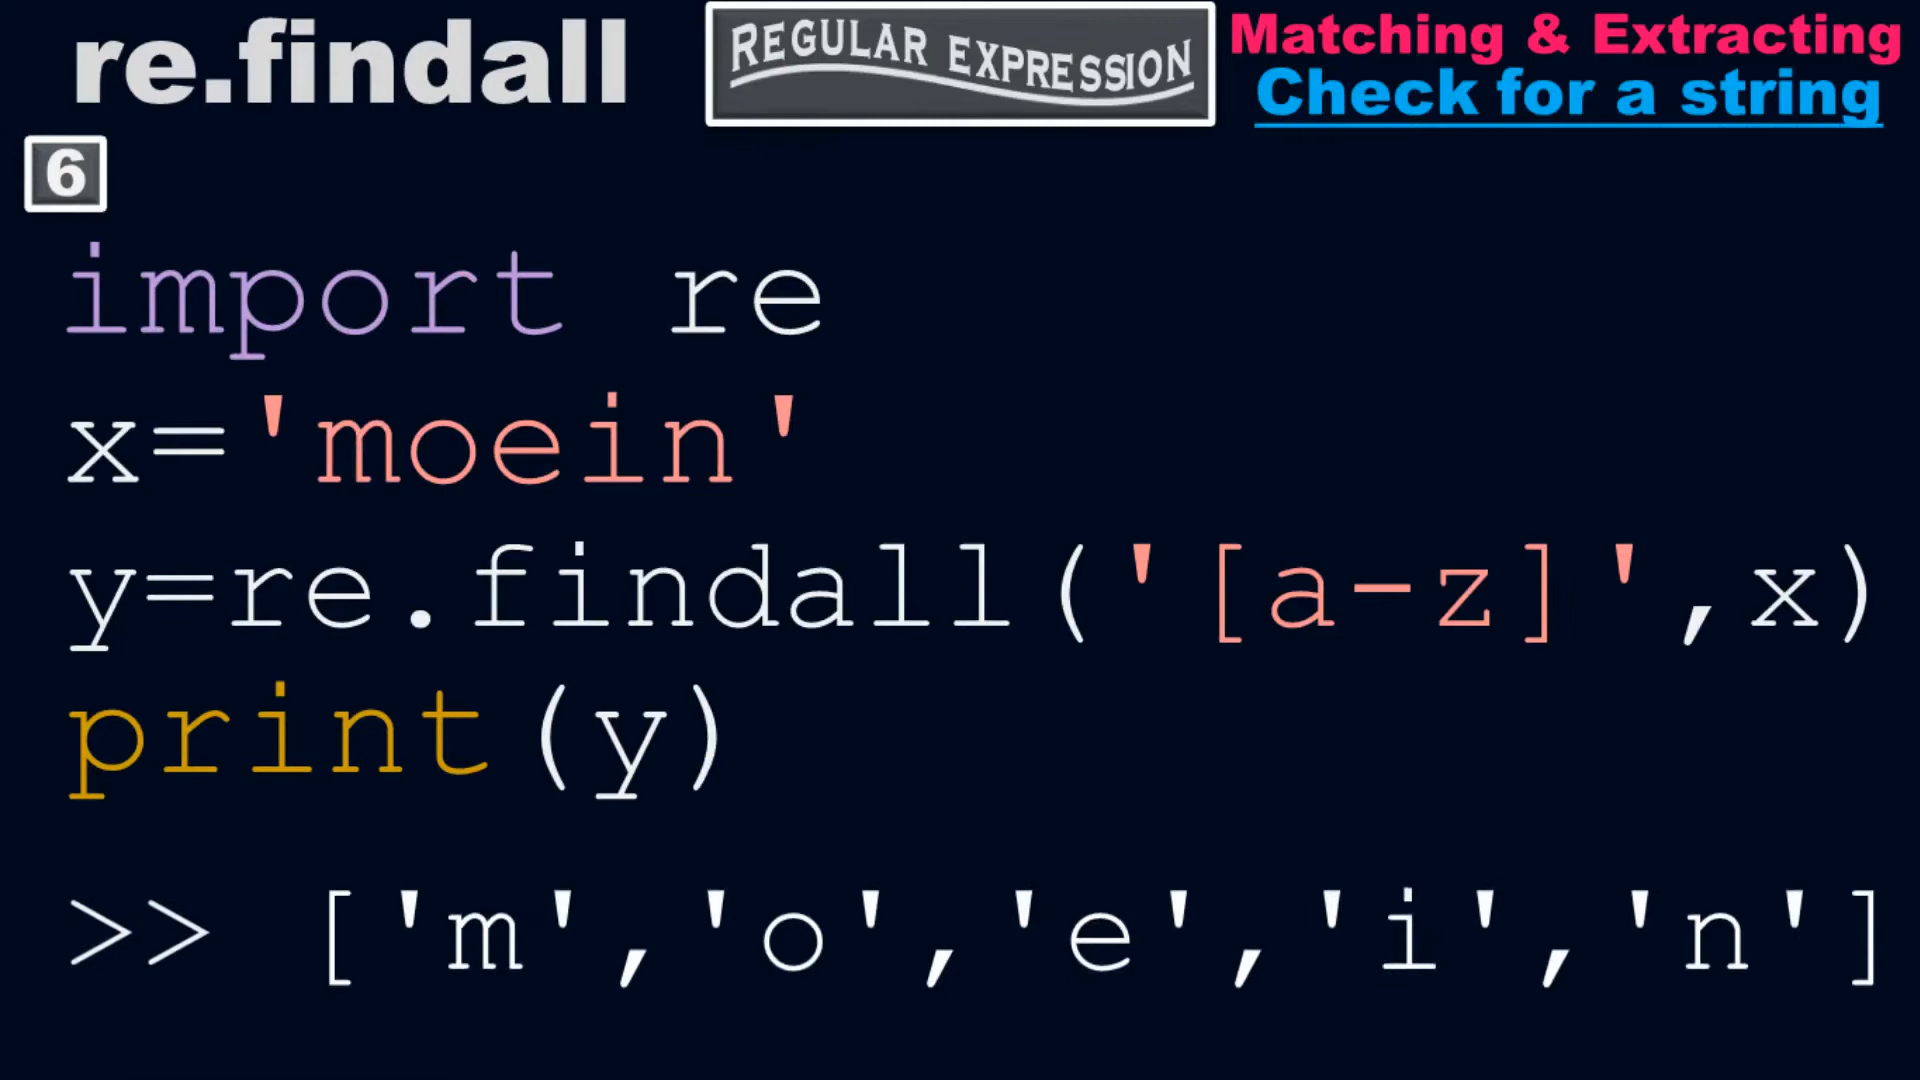 re.findall
REGULAR EXPRESSION
Matching & Extracting
Check for a string
6
import re
x='moein'
y=re.findall('[a-z]',x)
print(y)
>> ['m','o','e','i','n']